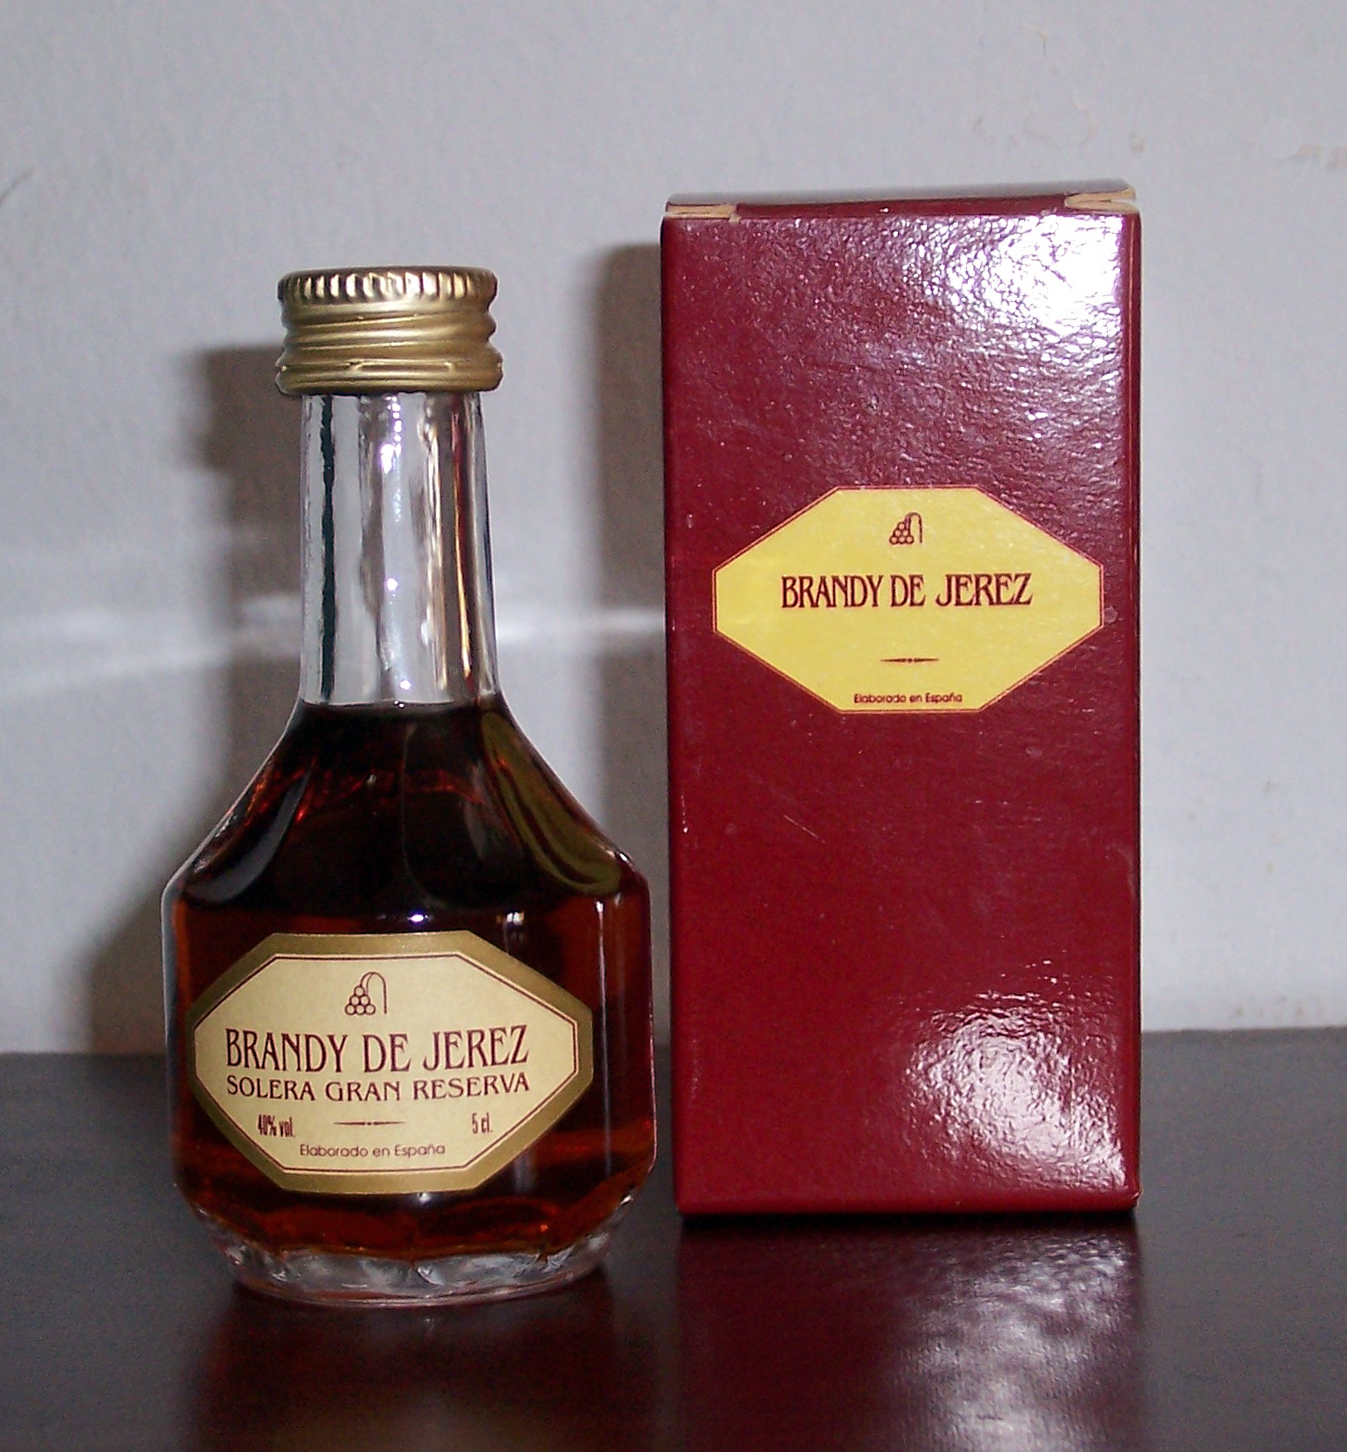 BRANDY DE JEREZ
SOLERA GRAN RESERVA
40% vol. 5 cl.
Elaborado en España
BRANDY DE JEREZ
Elaborado en España